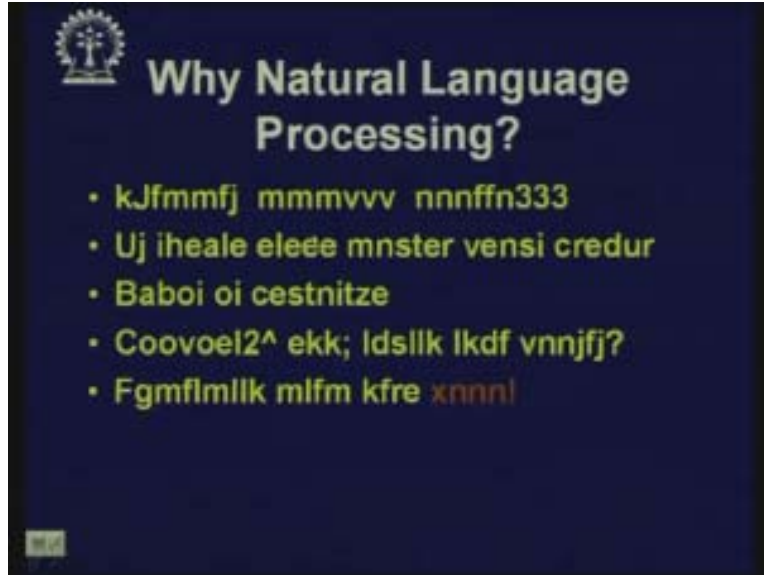 Why Natural Language
Processing?
• kJfmmfj mmmvvv nnnffn333
• Uj iheale eleee mnster vensi credur
• Baboi oi cestnitze
• Coovoel2^ ekk; ldsllk lkdf vnnjfj?
• Fgmflmllk mlfm kfre xnnn!